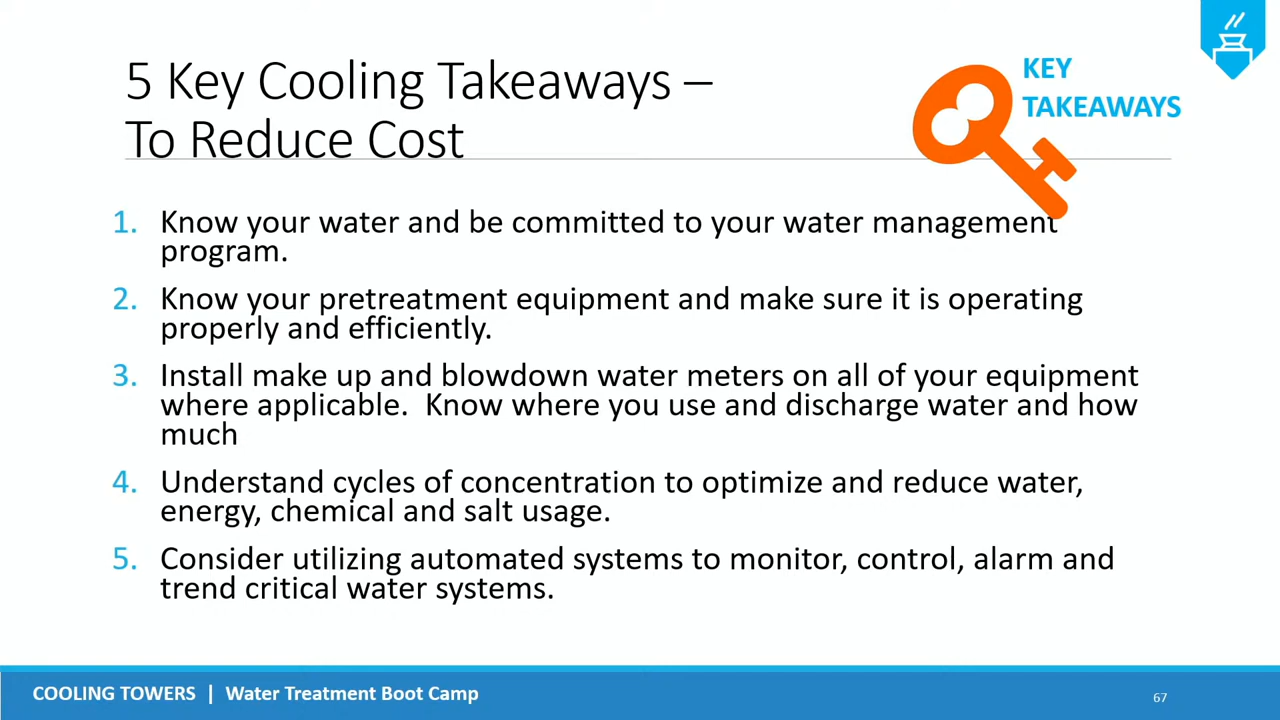 5 Key Cooling Takeaways –
To Reduce Cost
KEY
TAKEAWAYS
1. Know your water and be committed to your water management
program.
2. Know your pretreatment equipment and make sure it is operating
properly and efficiently.
3. Install make up and blowdown water meters on all of your equipment
where applicable.  Know where you use and discharge water and how
much
4. Understand cycles of concentration to optimize and reduce water,
energy, chemical and salt usage.
5. Consider utilizing automated systems to monitor, control, alarm and
trend critical water systems.
COOLING TOWERS | Water Treatment Boot Camp
67